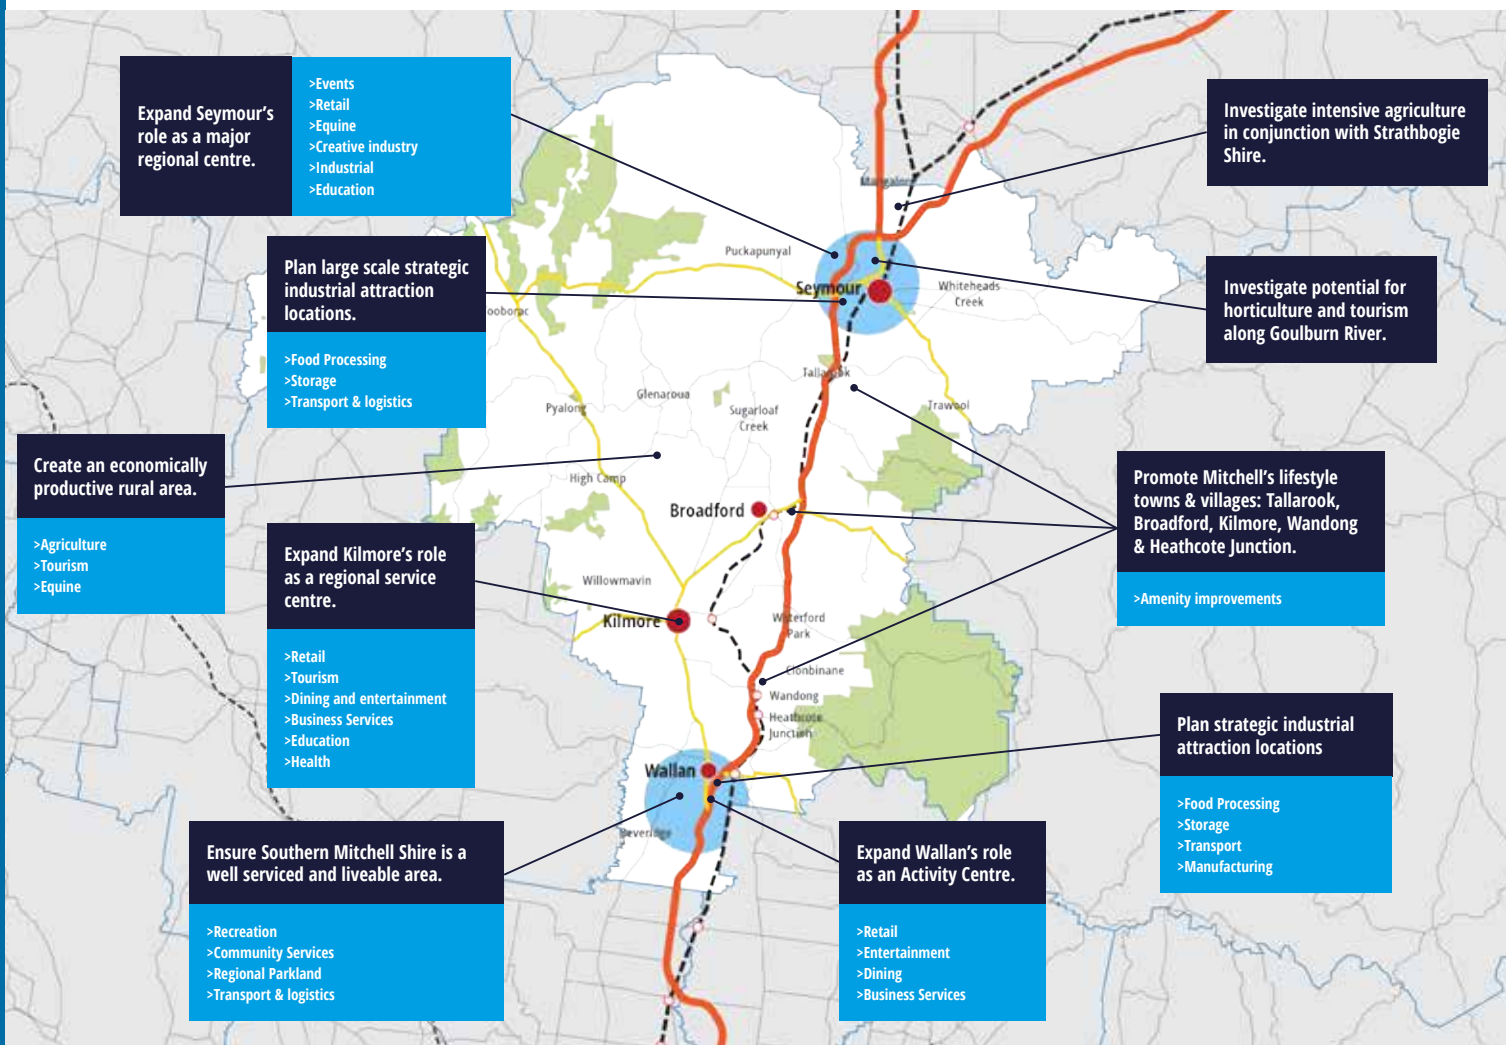 Expand Seymour's
role as a major
regional centre.
>Events
>Retail
>Equine
>Creative industry
>Industrial
>Education
Investigate intensive agriculture
in conjunction with Strathbogie
Shire.
Mangalore
Plan large scale strategic
industrial attraction
locations.
>Food Processing
>Storage
>Transport & logistics
Puckapunyal
Seymour
Whiteheads
Creek
Investigate potential for
horticulture and tourism
along Goulburn River.
ooborac
Tallarook
Glenaroua
Pyalong
Sugarloaf
Creek
Trawool
Create an economically
productive rural area.
>Agriculture
>Tourism
>Equine
High Camp
Broadford
Promote Mitchell's lifestyle
towns & villages: Tallarook,
Broadford, Kilmore, Wandong
& Heathcote Junction.
>Amenity improvements
Expand Kilmore's role
as a regional service
centre.
>Retail
>Tourism
>Dining and entertainment
>Business Services
>Education
>Health
Willowmavin
Kilmore
Waterford
Park
Clonbinane
Wandong
Heathcote
Junction
Plan strategic industrial
attraction locations
>Food Processing
>Storage
>Transport
>Manufacturing
Wallan
Beveridge
Ensure Southern Mitchell Shire is a
well serviced and liveable area.
>Recreation
>Community Services
>Regional Parkland
>Transport & logistics
Expand Wallan's role
as an Activity Centre.
>Retail
>Entertainment
>Dining
>Business Services